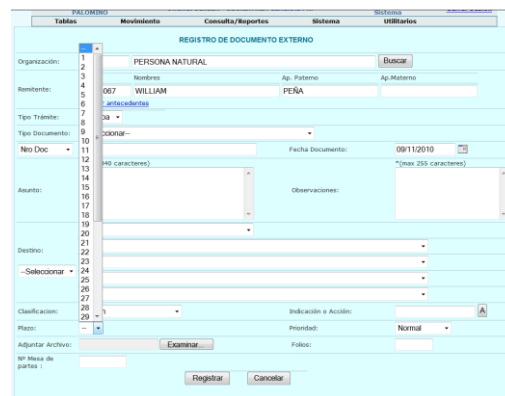 PALOMINO Sistema
Tablas Movimiento Consulta/Reportes Sistema Utilitarios
REGISTRO DE DOCUMENTO EXTERNO
--
1
2
3
4
5
6
7
8
9
10
11
12
13
14
15
16
17
18
19
20
21
22
23
24
25
26
27
28
29
Organización: PERSONA NATURAL Buscar
Nombres Ap. Paterno Ap.Materno
Remitente: 067 WILLIAM PEÑA
antecedentes
Tipo Trámite:
Tipo Documento: ccionar--
Nro Doc Fecha Documento: 09/11/2010
caracteres) *(max 255 caracteres)
Asunto: Observaciones:
Destino:
--Seleccionar
Clasificacion: Indicación o Acción: A
Plazo: -- Prioridad: Normal
Adjuntar Archivo: Examinar... Folios:
Nº Mesa de
partes :
Registrar Cancelar